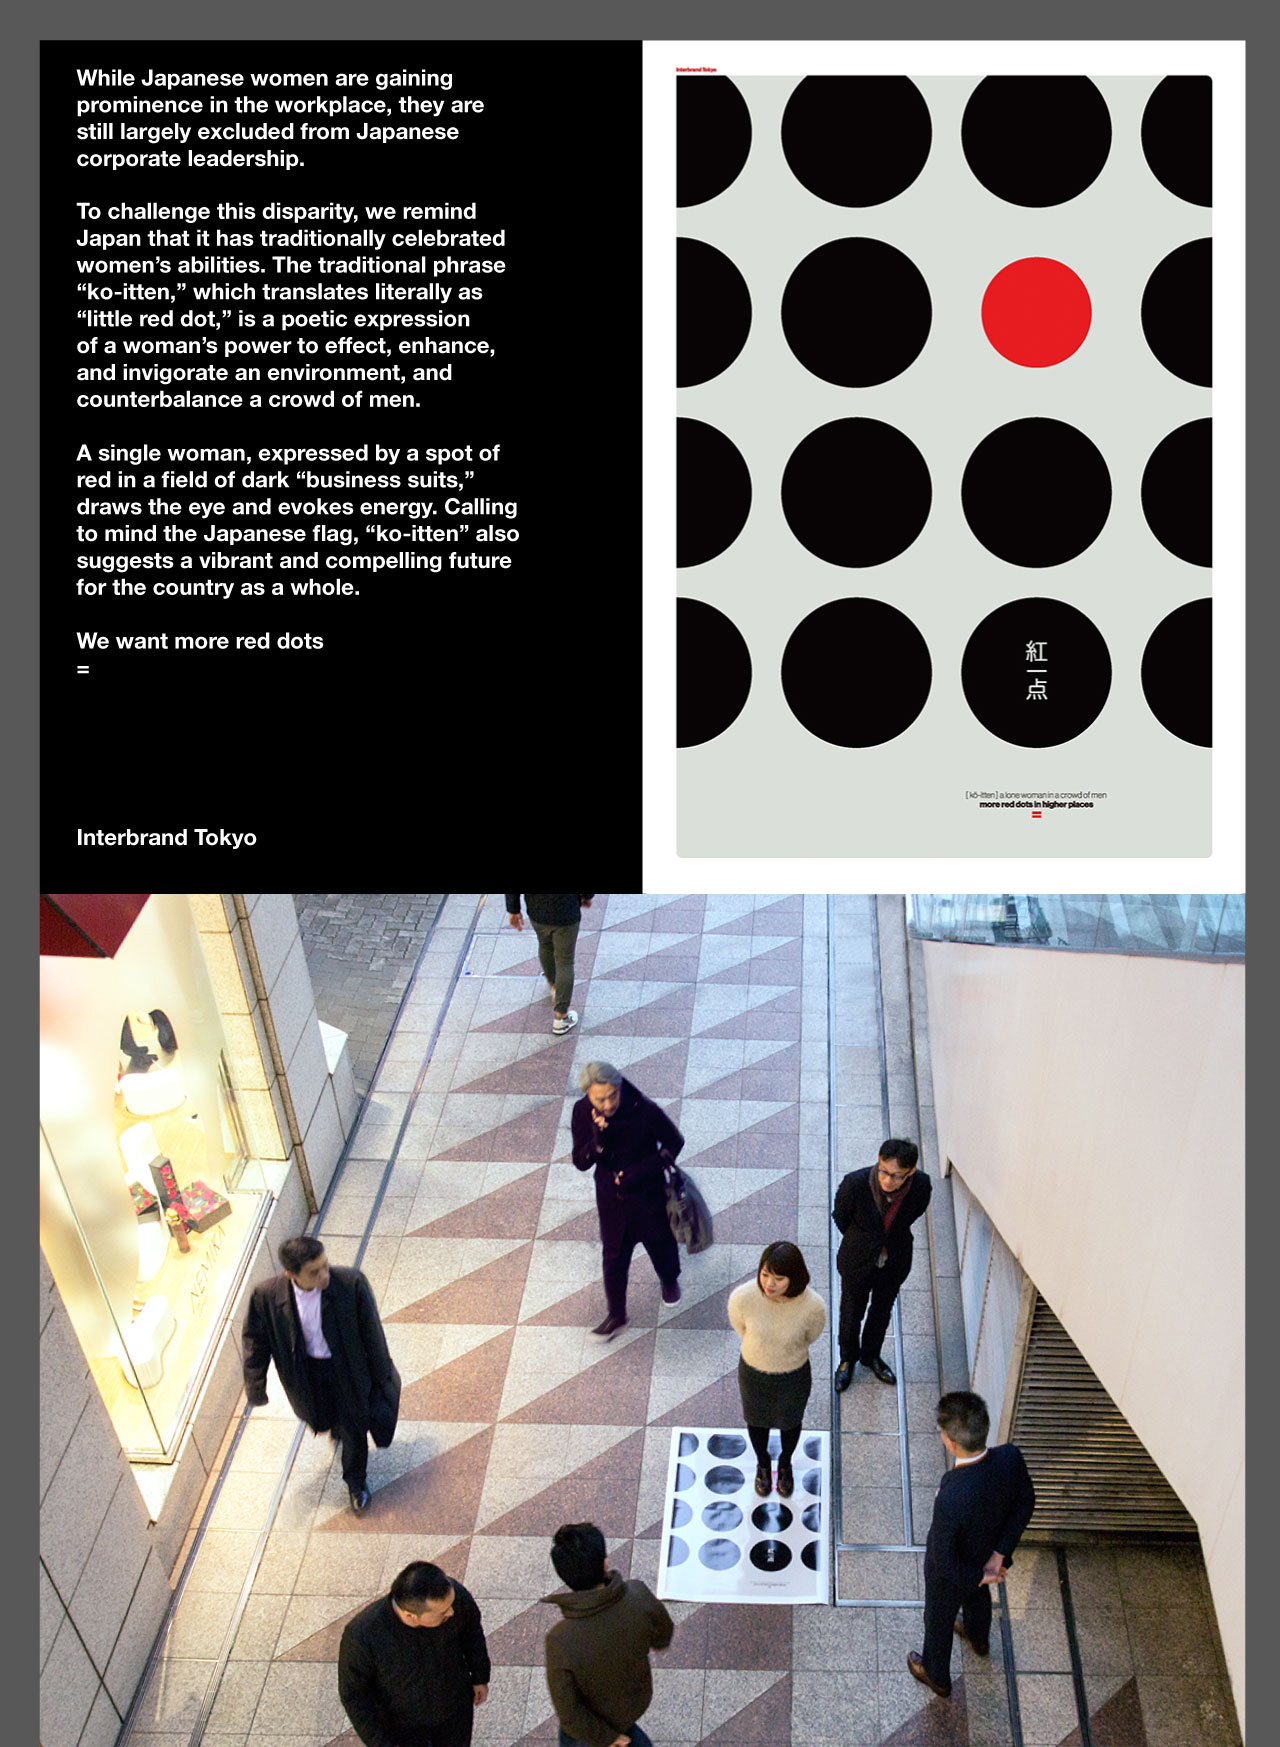 While Japanese women are gaining
prominence in the workplace, they are
still largely excluded from Japanese
corporate leadership.
To challenge this disparity, we remind
Japan that it has traditionally celebrated
women’s abilities. The traditional phrase
“ko-itten,” which translates literally as
“little red dot,” is a poetic expression
of a woman’s power to effect, enhance,
and invigorate an environment, and
counterbalance a crowd of men.
A single woman, expressed by a spot of
red in a field of dark “business suits,”
draws the eye and evokes energy. Calling
to mind the Japanese flag, “ko-itten” also
suggests a vibrant and compelling future
for the country as a whole.
We want more red dots
=
Interbrand Tokyo
Interbrand Tokyo
紅一点
[kō-itten] a lone woman in a crowd of men
more red dots in higher places
=
紅一点